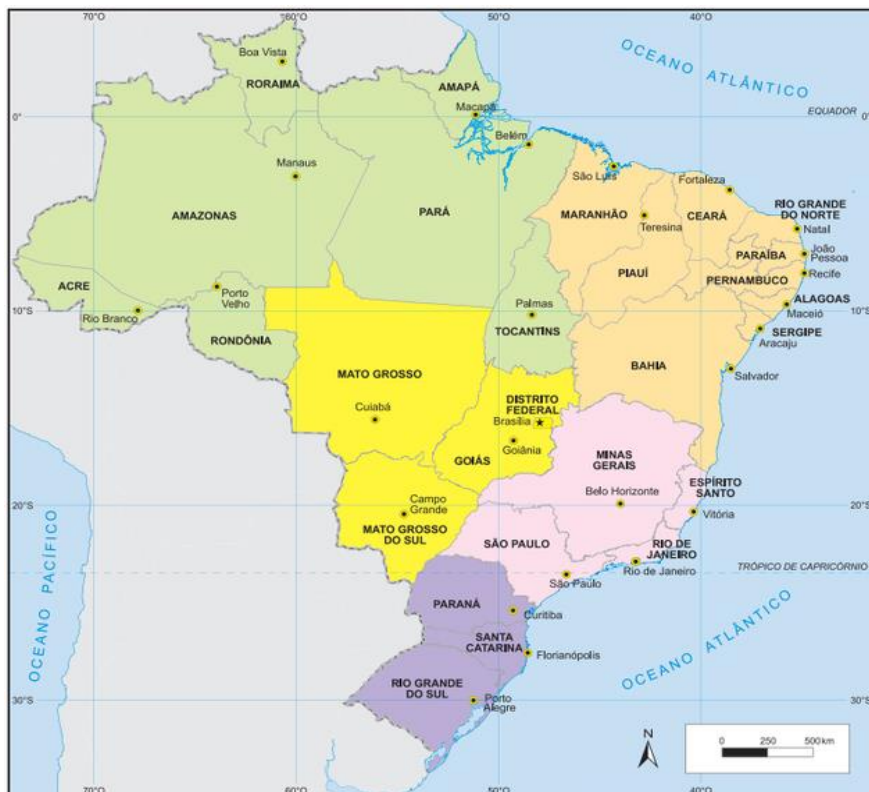 70°O
60°O
50°O
40°O
OCEANO ATLÂNTICO
Boa Vista
RORAIMA
AMAPÁ
Macapá
EQUADOR
0°
0°
Belém
São Luís
Fortaleza
Manaus
AMAZONAS
PARÁ
MARANHÃO
CEARÁ
RIO GRANDE
DO NORTE
Natal
Teresina
PARAÍBA
João
Pessoa
PIAUÍ
PERNAMBUCO
Recife
ACRE
Rio Branco
Porto
Velho
RONDÔNIA
Palmas
TOCANTINS
ALAGOAS
Maceió
SERGIPE
Aracaju
10°S
10°S
MATO GROSSO
BAHIA
Salvador
Cuiabá
DISTRITO
FEDERAL
Brasília
GOIÁS
Goiânia
MINAS
GERAIS
Belo Horizonte
ESPÍRITO
SANTO
Vitória
20°S
20°S
Campo
Grande
MATO GROSSO
DO SUL
SÃO PAULO
São Paulo
RIO DE
JANEIRO
Rio de Janeiro
TRÓPICO DE CAPRICÓRNIO
OCEANO PACÍFICO
PARANÁ
Curitiba
SANTA
CATARINA
Florianópolis
OCEANO ATLÂNTICO
RIO GRANDE
DO SUL
Porto
Alegre
30°S
30°S
N
0 250 500 km
70°O
60°O
50°O
40°O